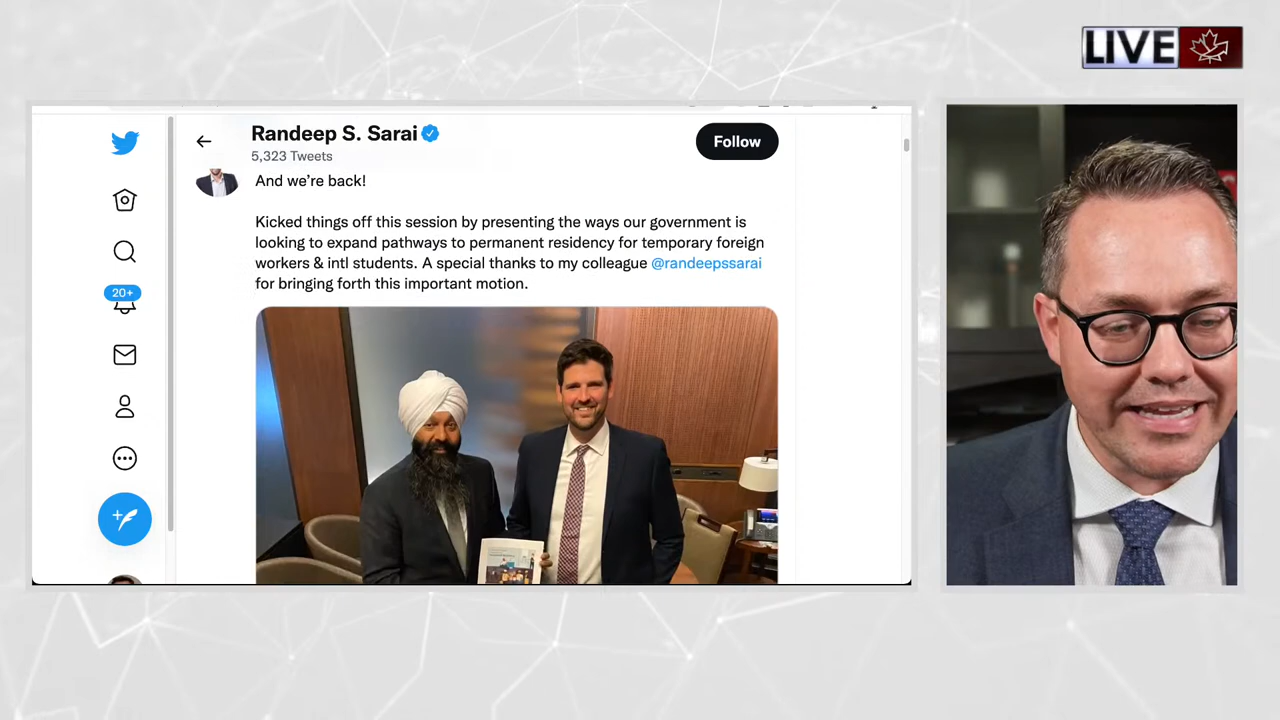 LIVE
Randeep S. Sarai
5,323 Tweets
Follow
And we’re back!
Kicked things off this session by presenting the ways our government is
looking to expand pathways to permanent residency for temporary foreign
workers & intl students. A special thanks to my colleague @randeepssarai
for bringing forth this important motion.
20+